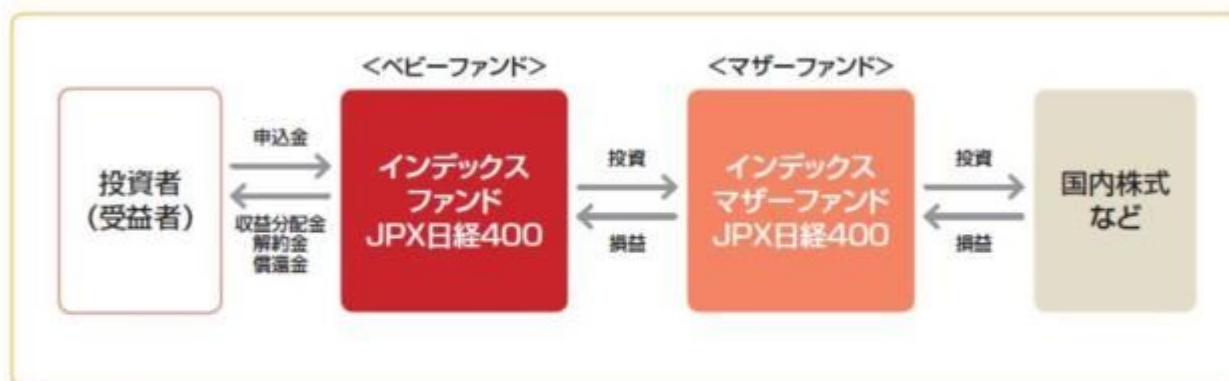 <ベビーファンド>
<マザーファンド>
投資者
(受益者)
申込金
収益分配金
解約金
償還金
インデックス
ファンド
JPX日経400
投資
損益
インデックス
マザーファンド
JPX日経400
投資
損益
国内株式
など